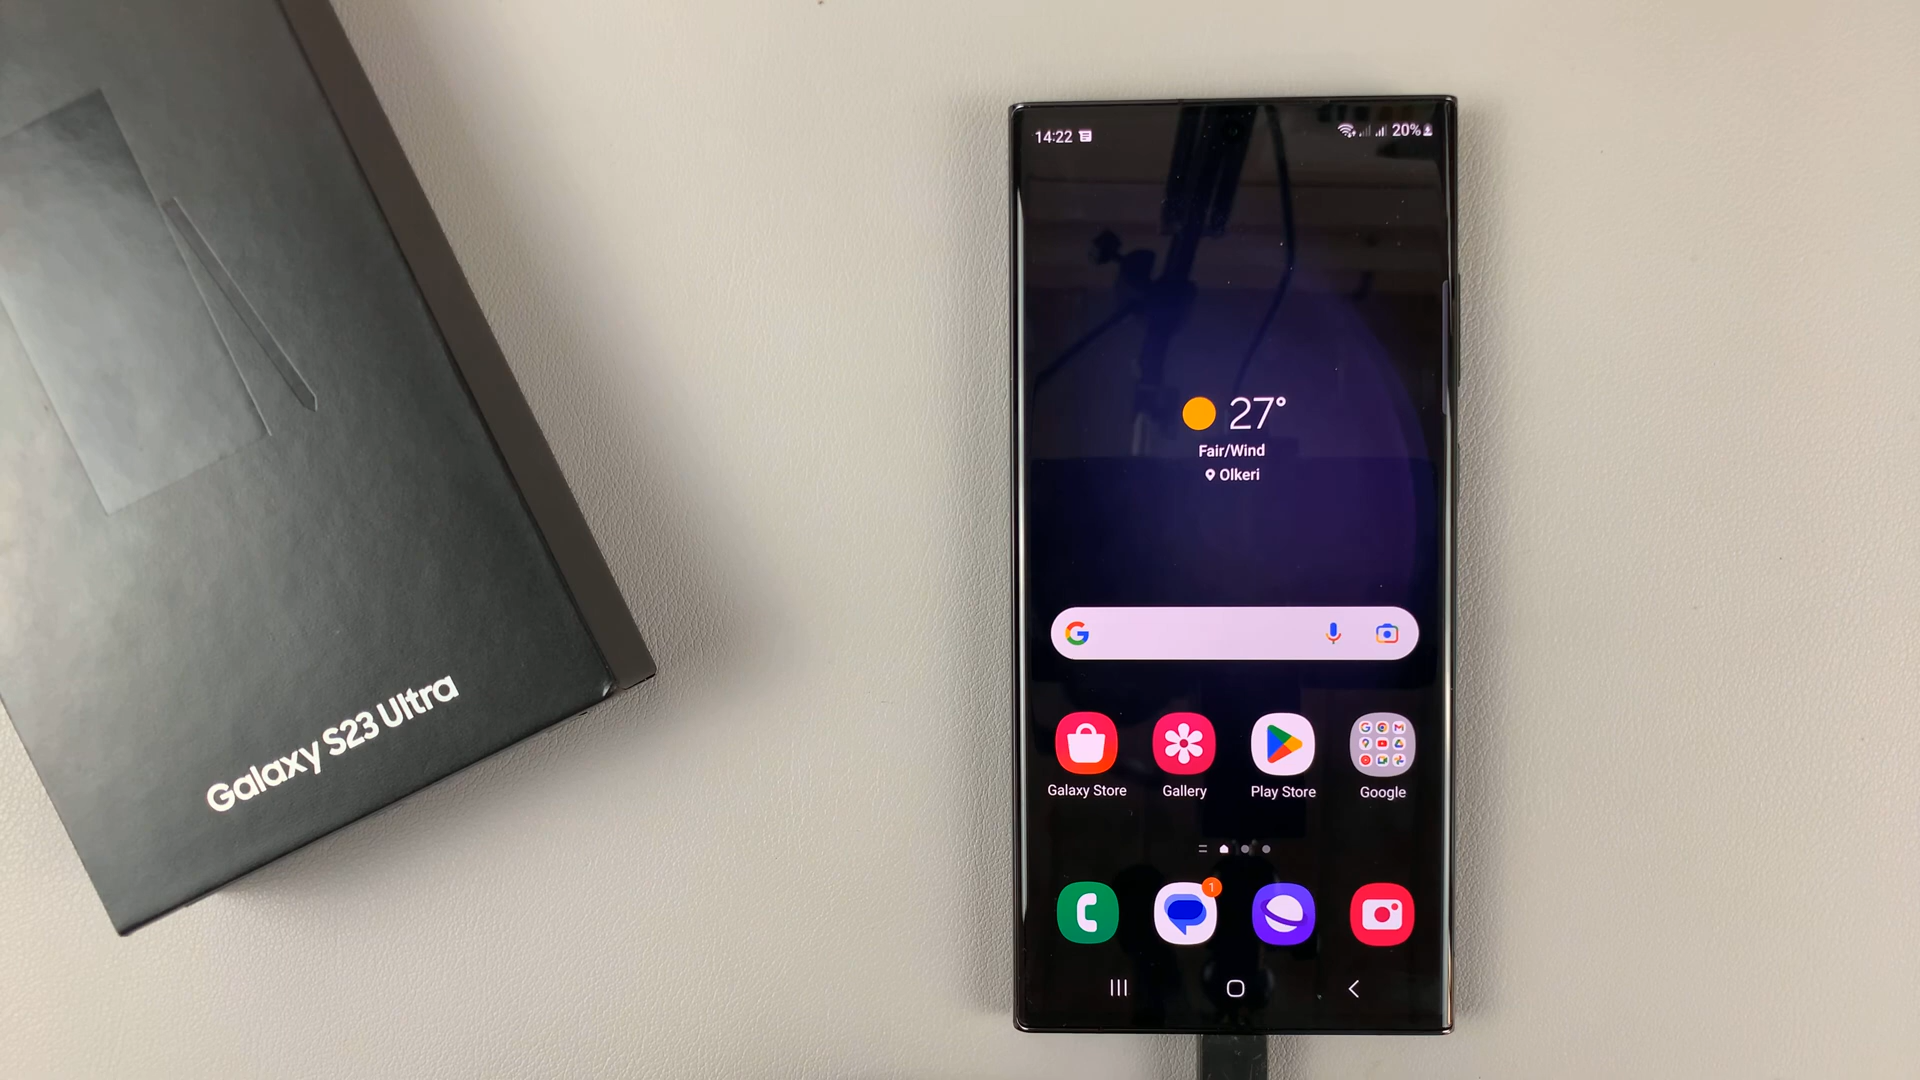 Galaxy S23 Ultra
14:22
20%
27°
Fair/Wind
Olkeri
G
Galaxy Store
Gallery
Play Store
Google
1